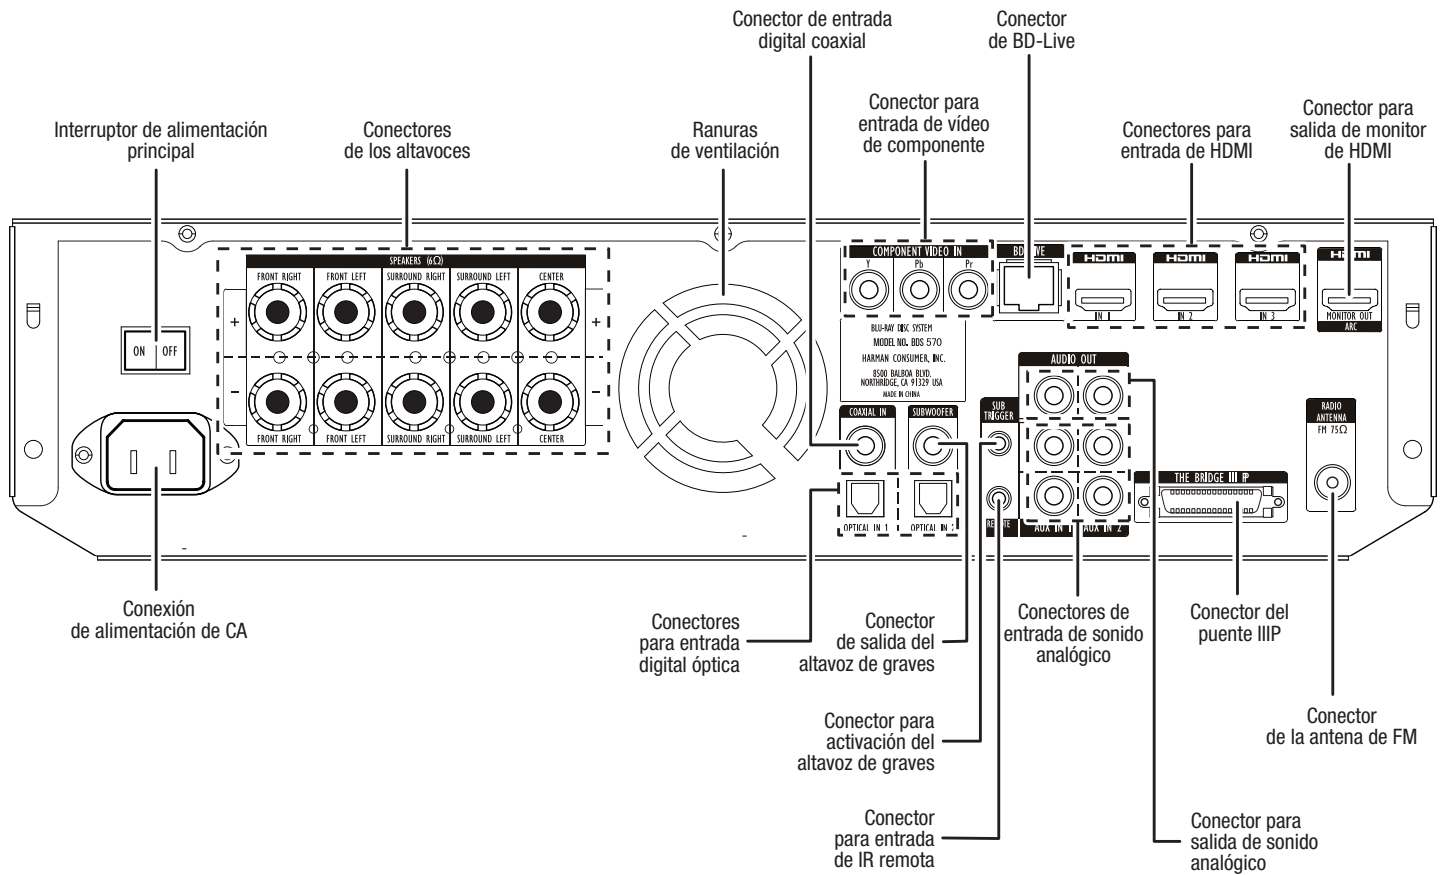 Conector de entrada
digital coaxial
Conector
de BD-Live
Interruptor de alimentación
principal
Conectores
de los altavoces
Ranuras
de ventilación
Conector para
entrada de vídeo
de componente
Conectores para
entrada de HDMI
Conector para
salida de monitor
de HDMI
SPEAKERS (6Ω)
FRONT RIGHT
FRONT LEFT
SURROUND RIGHT
SURROUND LEFT
CENTER
+
+
-
-
FRONT RIGHT
FRONT LEFT
SURROUND RIGHT
SURROUND LEFT
CENTER
ON
OFF
COMPONENT VIDEO IN
Y
Pb
Pr
BD LIVE
HDMI
HDMI
HDMI
HDMI
IN 1
IN 2
IN 3
MONITOR OUT
ARC
BLU-RAY DISC SYSTEM
MODEL NO. BDS 570
HARMAN CONSUMER, INC.
8500 BALBOA BLVD.
NORTHRIDGE, CA 91329 USA
MADE IN CHINA
COAXIAL IN
SUBWOOFER
SUB
TRIGGER
AUDIO OUT
RADIO
ANTENNA
FM 75Ω
THE BRIDGE III P
OPTICAL IN 1
OPTICAL IN 2
REMOTE
AUX IN 1
AUX IN 2
Conexión
de alimentación de CA
Conectores
para entrada
digital óptica
Conector
de salida del
altavoz de graves
Conectores de
entrada de sonido
analógico
Conector del
puente IIIP
Conector para
activación del
altavoz de graves
Conector
de la antena de FM
Conector
para entrada
de IR remota
Conector para
salida de sonido
analógico